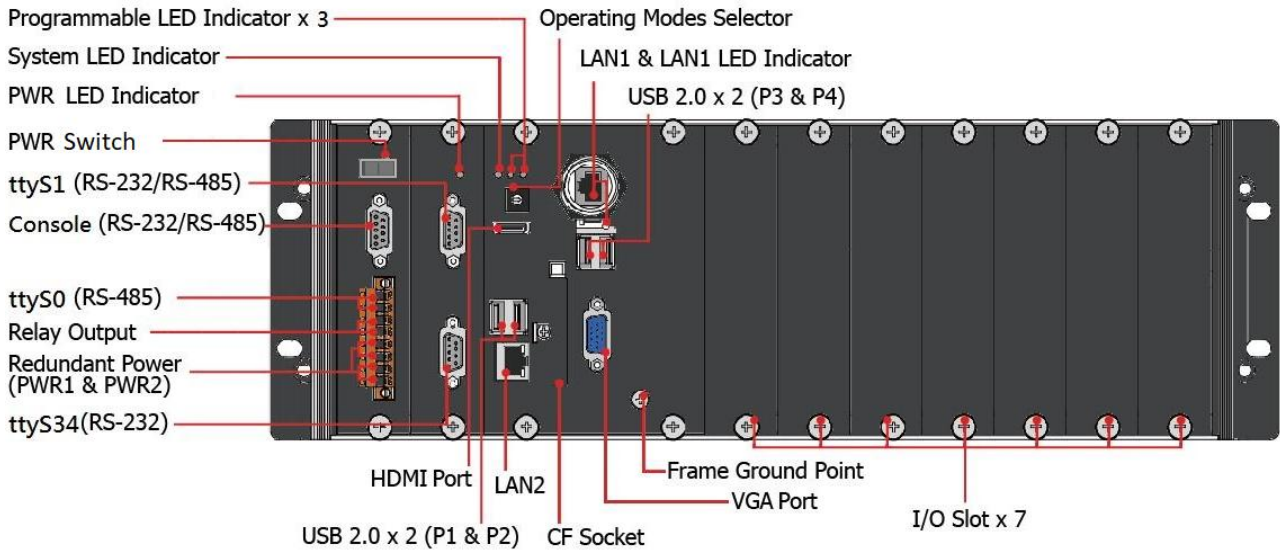 Programmable LED Indicator x 3
Operating Modes Selector
System LED Indicator
LAN1 & LAN1 LED Indicator
PWR LED Indicator
USB 2.0 x 2 (P3 & P4)
PWR Switch
ttyS1 (RS-232/RS-485)
Console (RS-232/RS-485)
ttyS0 (RS-485)
Relay Output
Redundant Power
(PWR1 & PWR2)
ttyS34(RS-232)
HDMI Port
LAN2
Frame Ground Point
VGA Port
I/O Slot x 7
USB 2.0 x 2 (P1 & P2)
CF Socket